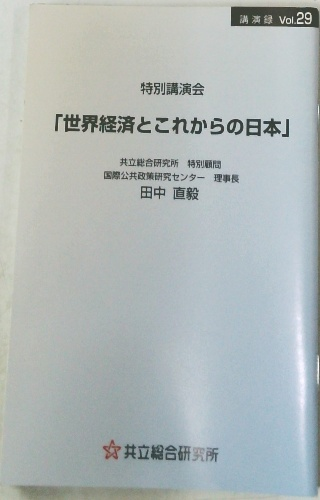 講演録 Vol.29
特別講演会
「世界経済とこれからの日本」
共立総合研究所 特別顧問
国際公共政策研究センター 理事長
田中 直毅
共立総合研究所